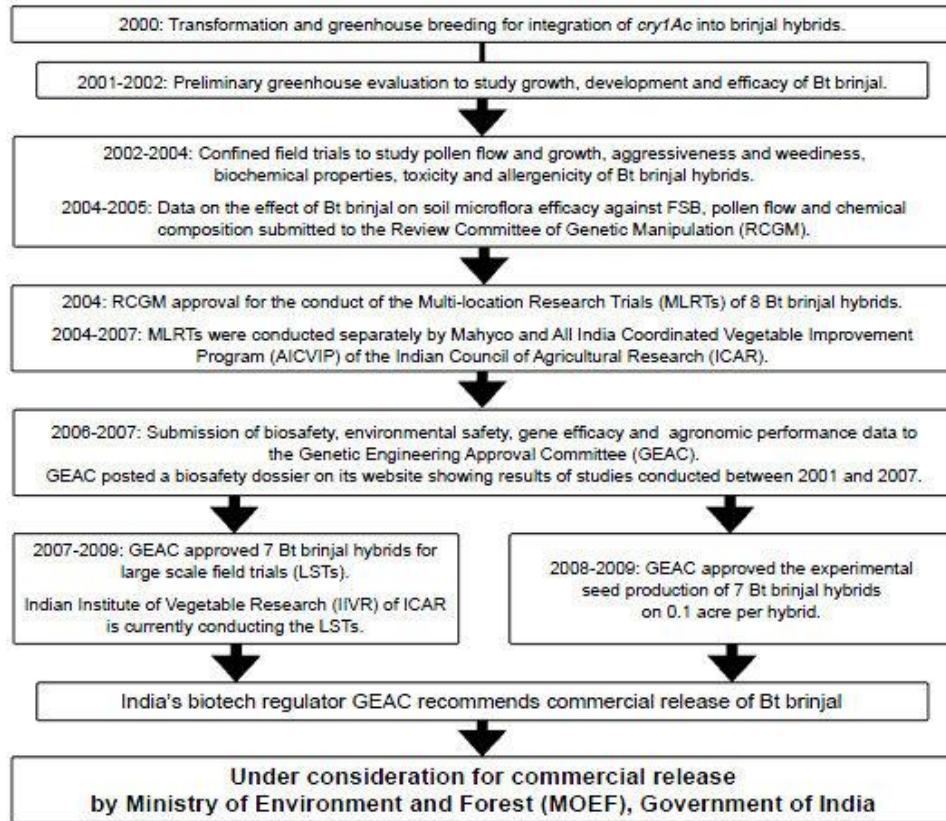 2000: Transformation and greenhouse breeding for integration of cry1Ac into brinjal hybrids.
2001-2002: Preliminary greenhouse evaluation to study growth, development and efficacy of Bt brinjal.
2002-2004: Confined field trials to study pollen flow and growth, aggressiveness and weediness,
biochemical properties, toxicity and allergenicity of Bt brinjal hybrids.
2004-2005: Data on the effect of Bt brinjal on soil microflora efficacy against FSB, pollen flow and chemical
composition submitted to the Review Committee of Genetic Manipulation (RCGM).
2004: RCGM approval for the conduct of the Multi-location Research Trials (MLRTs) of 8 Bt brinjal hybrids.
2004-2007: MLRTs were conducted separately by Mahyco and All India Coordinated Vegetable Improvement
Program (AICVIP) of the Indian Council of Agricultural Research (ICAR).
2006-2007: Submission of biosafety, environmental safety, gene efficacy and agronomic performance data to
the Genetic Engineering Approval Committee (GEAC).
GEAC posted a biosafety dossier on its website showing results of studies conducted between 2001 and 2007.
2007-2009: GEAC approved 7 Bt brinjal hybrids for
large scale field trials (LSTs).
Indian Institute of Vegetable Research (IIVR) of ICAR
is currently conducting the LSTs.
2008-2009: GEAC approved the experimental
seed production of 7 Bt brinjal hybrids
on 0.1 acre per hybrid.
India's biotech regulator GEAC recommends commercial release of Bt brinjal
Under consideration for commercial release
by Ministry of Environment and Forest (MOEF), Government of India